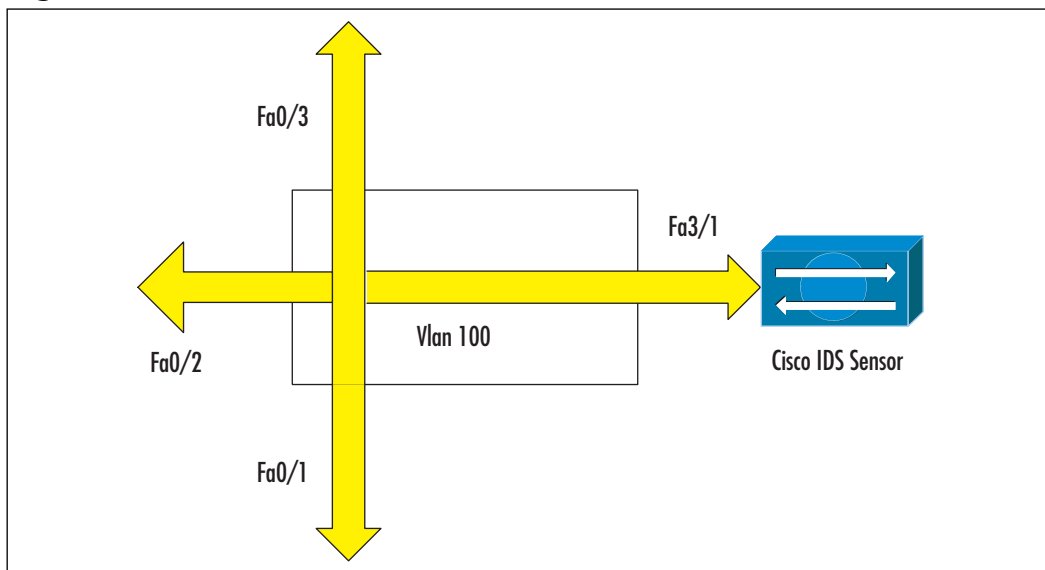 Fa0/3
Fa3/1
Vlan 100
Fa0/2
Cisco IDS Sensor
Fa0/1